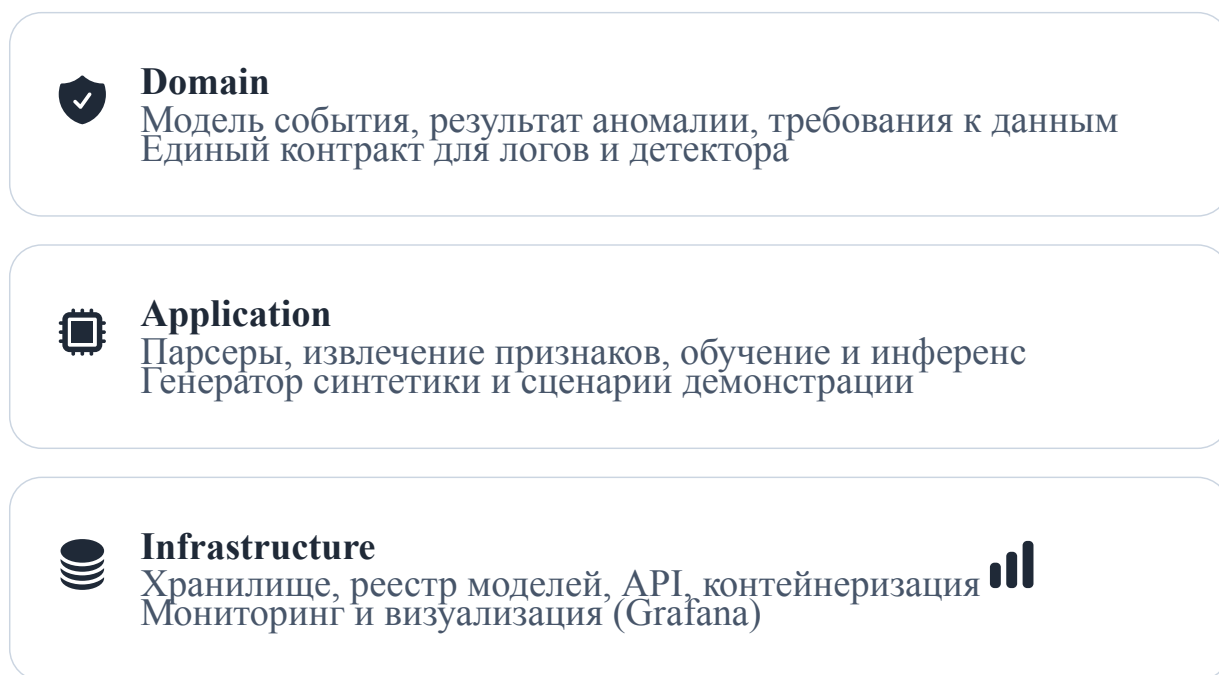 Domain
Модель события, результат аномалии, требования к данным
Единый контракт для логов и детектора
Application
Парсеры, извлечение признаков, обучение и инференс
Генератор синтетики и сценарии демонстрации
Infrastructure
Хранилище, реестр моделей, API, контейнеризация
Мониторинг и визуализация (Grafana)